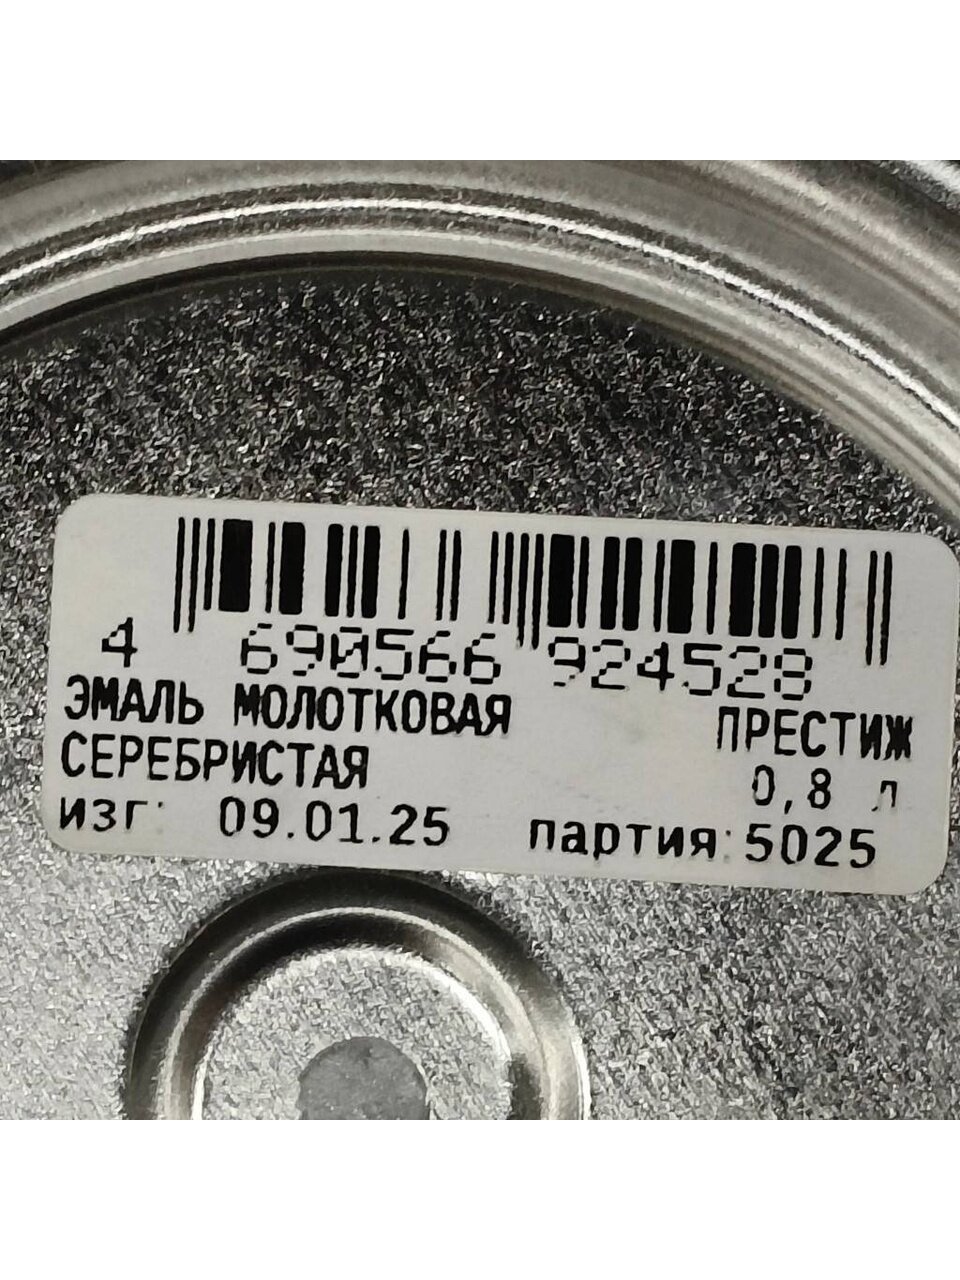 4 690566 924528
ЭМАЛЬ МОЛОТКОВАЯ ПРЕСТИЖ
СЕРЕБРИСТАЯ 0,8 л
изг: 09.01.25 партия:5025